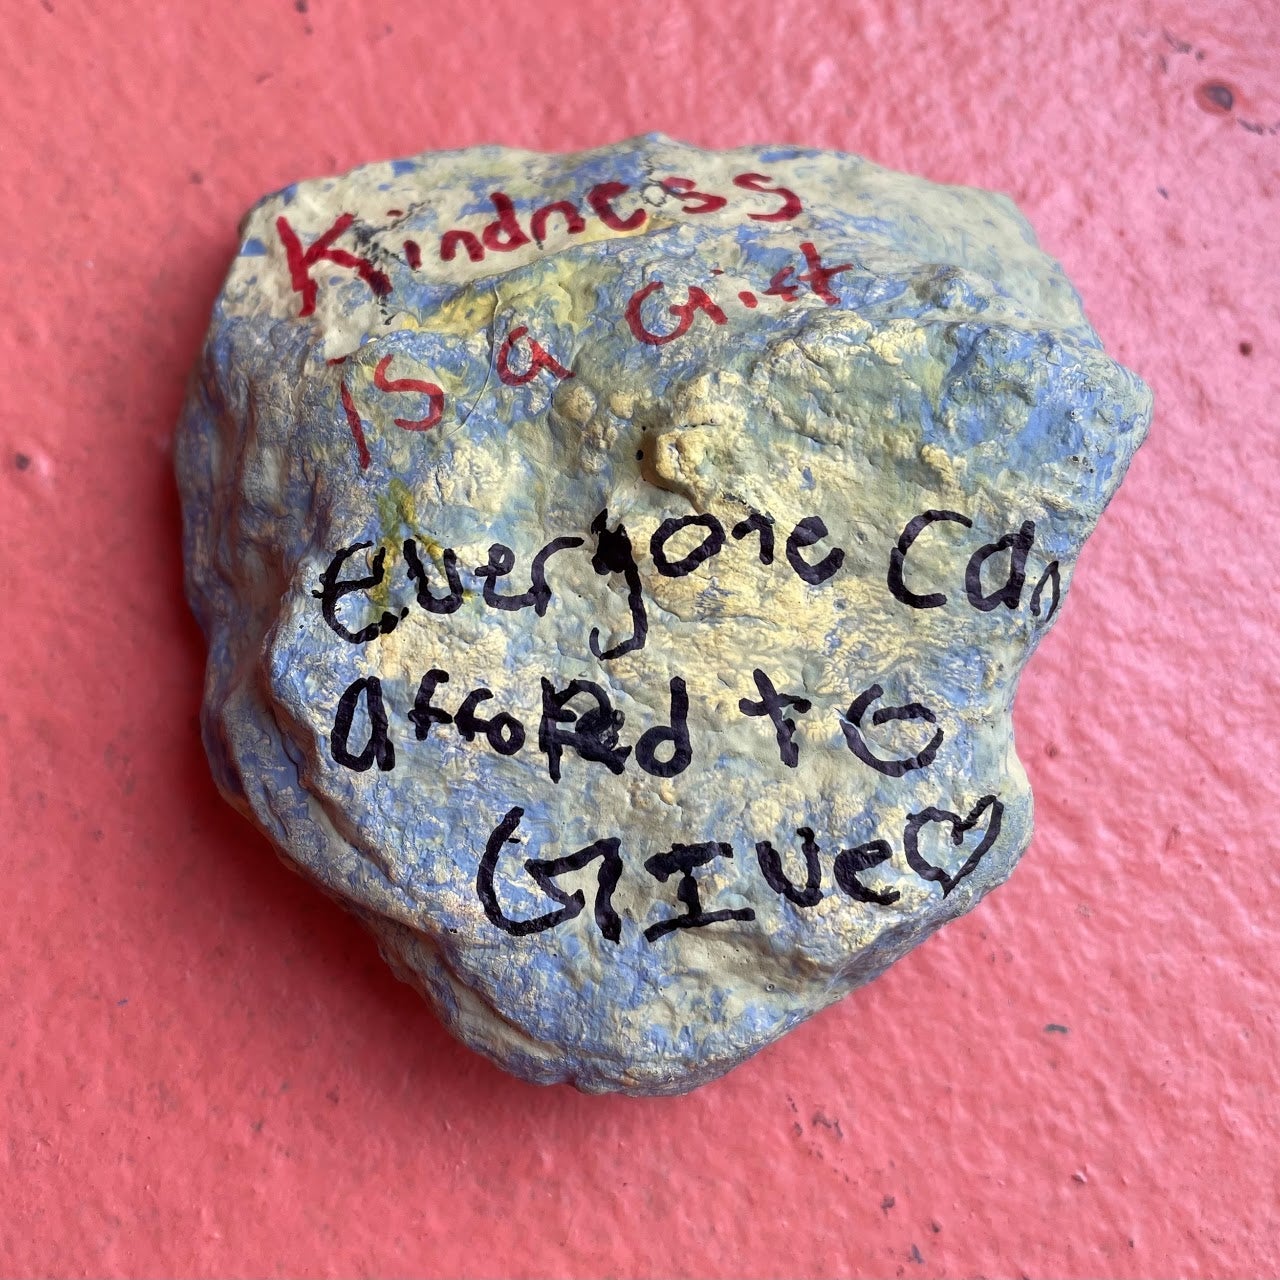 Kindness
is a Gift
everyone can
afford to
GIve♡